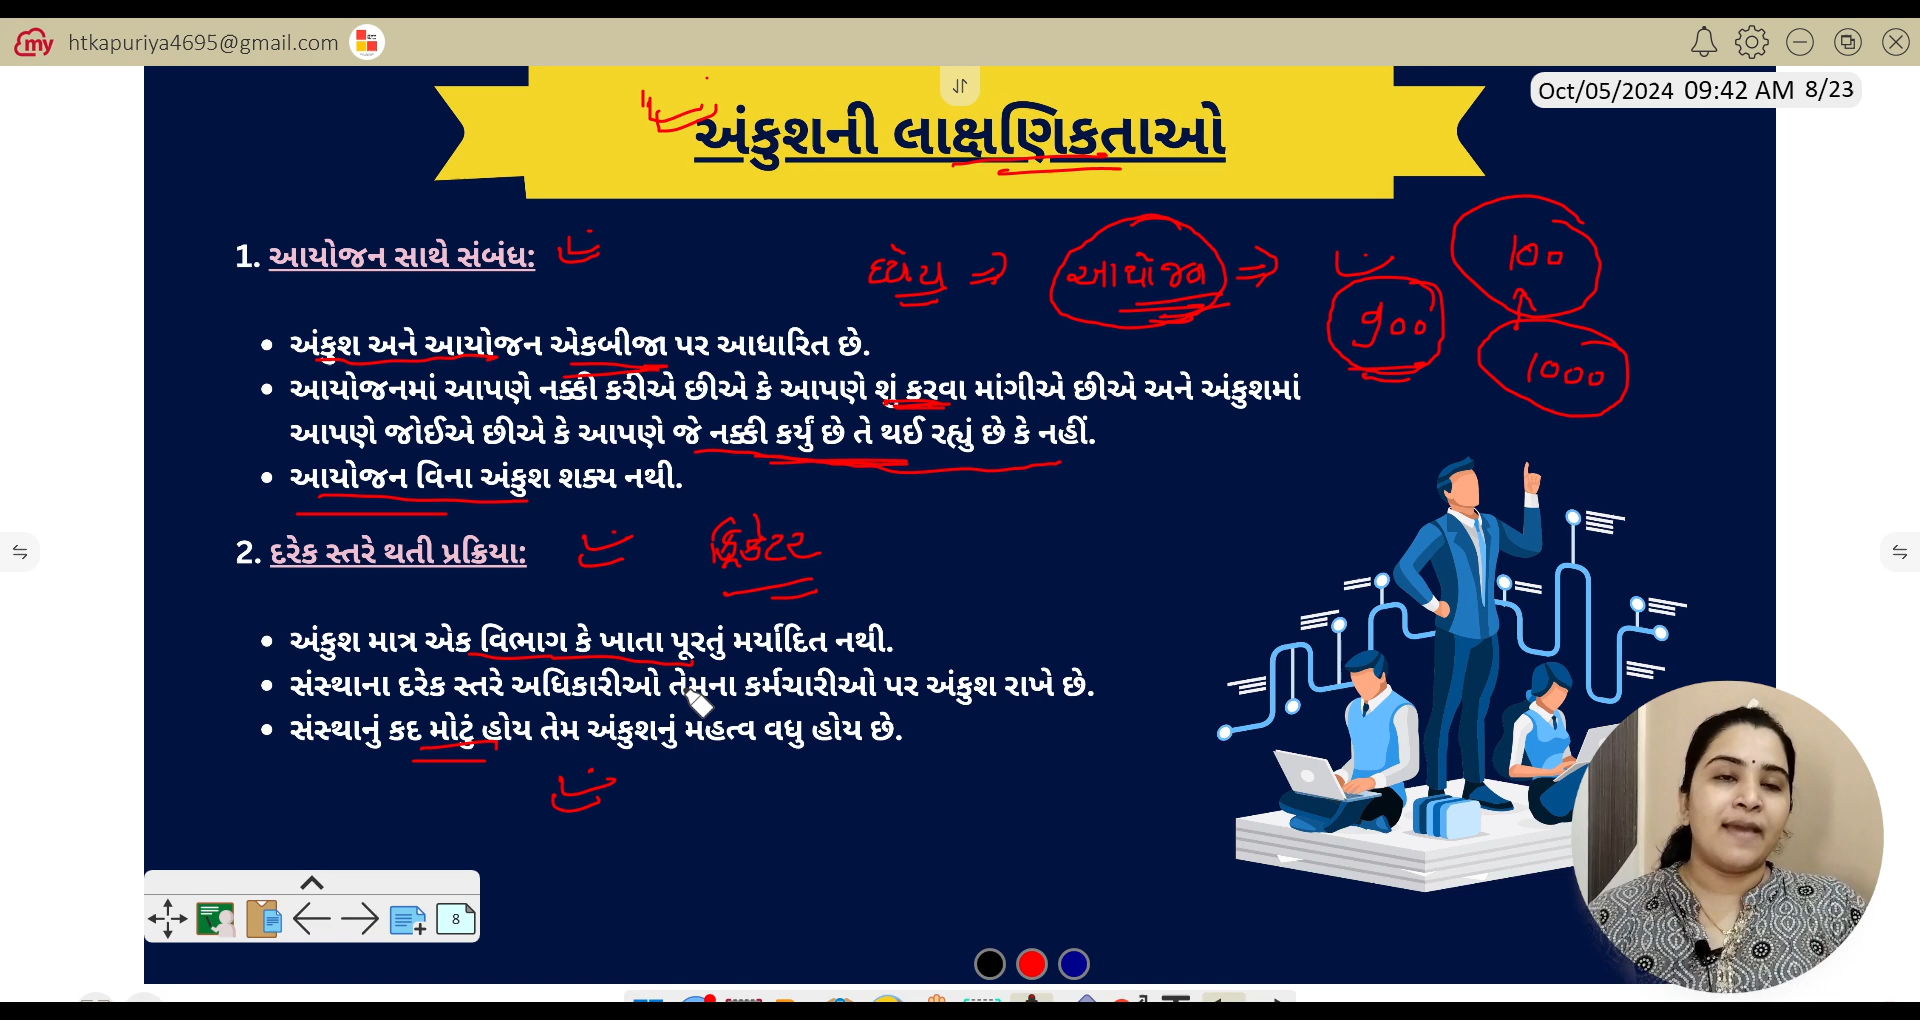 my htkapuriya4695@gmail.com
Oct/05/2024 09:42 AM 8/23
અંકુશની લાક્ષણિકતાઓ
1. આયોજન સાથે સંબંધ:
ધ્યેય ⇒ આયોજન ⇒
900
100
1000
• અંકુશ અને આયોજન એકબીજા પર આધારિત છે.
• આયોજનમાં આપણે નક્કી કરીએ છીએ કે આપણે શું કરવા માંગીએ છીએ અને અંકુશમાં
આપણે જોઈએ છીએ કે આપણે જે નક્કી કર્યું છે તે થઈ રહ્યું છે કે નહીં.
• આયોજન વિના અંકુશ શક્ય નથી.
2. દરેક સ્તરે થતી પ્રક્રિયા:
• અંકુશ માત્ર એક વિભાગ કે ખાતા પૂરતું મર્યાદિત નથી.
• સંસ્થાના દરેક સ્તરે અધિકારીઓ તેમના કર્મચારીઓ પર અંકુશ રાખે છે.
• સંસ્થાનું કદ મોટું હોય તેમ અંકુશનું મહત્વ વધુ હોય છે.
8